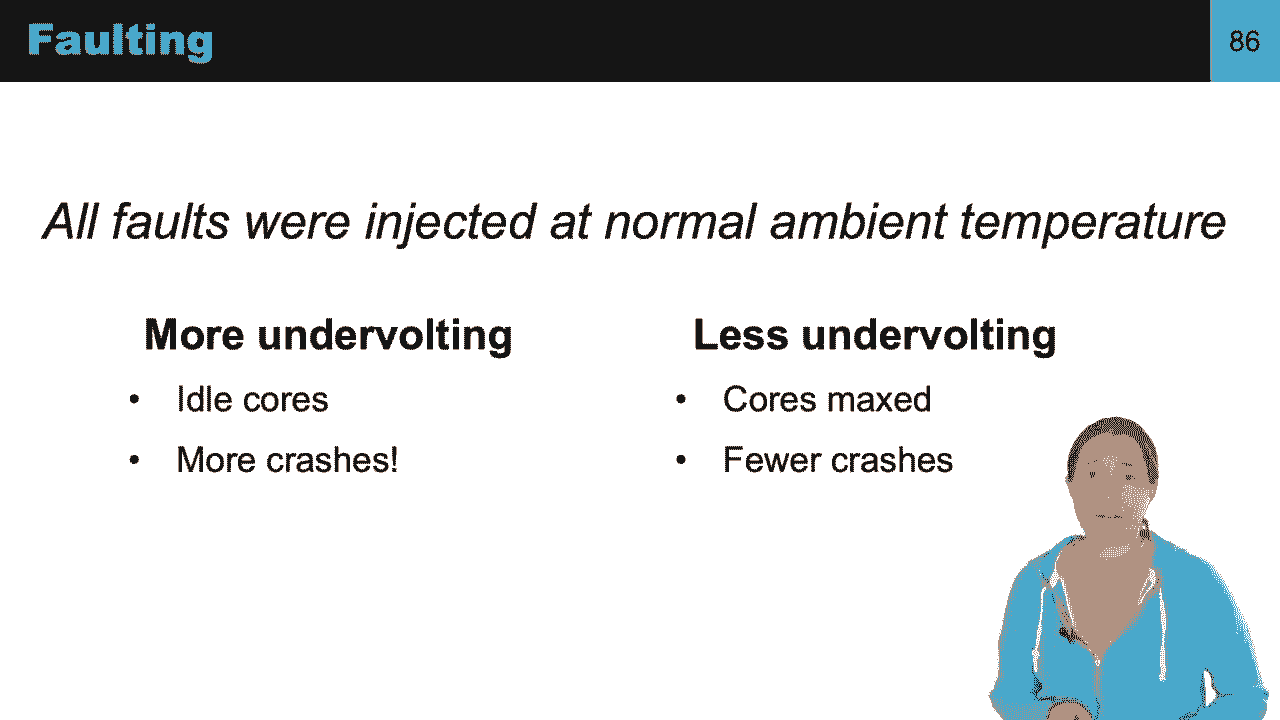 Faulting
86
All faults were injected at normal ambient temperature
More undervolting
• Idle cores
• More crashes!
Less undervolting
• Cores maxed
• Fewer crashes